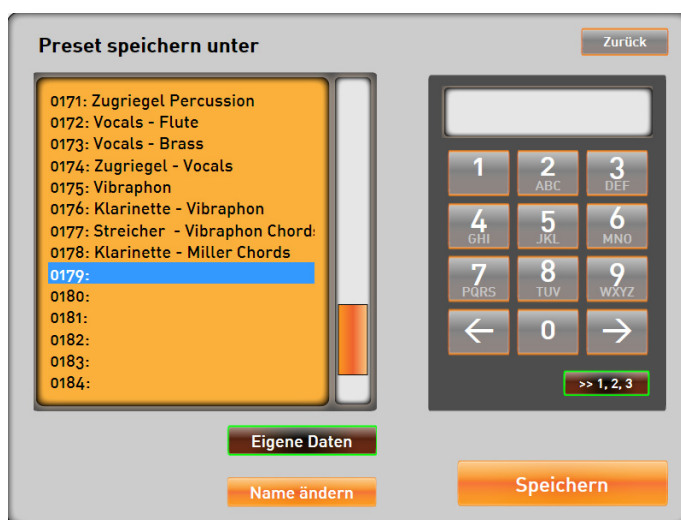 Preset speichern unter
Zurück
0171: Zugriegel Percussion
0172: Vocals - Flute
0173: Vocals - Brass
0174: Zugriegel - Vocals
0175: Vibraphon
0176: Klarinette - Vibraphon
0177: Streicher - Vibraphon Chord
0178: Klarinette - Miller Chords
0179:
0180:
0181:
0182:
0183:
0184:
1
2
ABC
3
DEF
4
GHI
5
JKL
6
MNO
7
PQRS
8
TUV
9
WXYZ
←
0
→
>> 1, 2, 3
Eigene Daten
Name ändern
Speichern